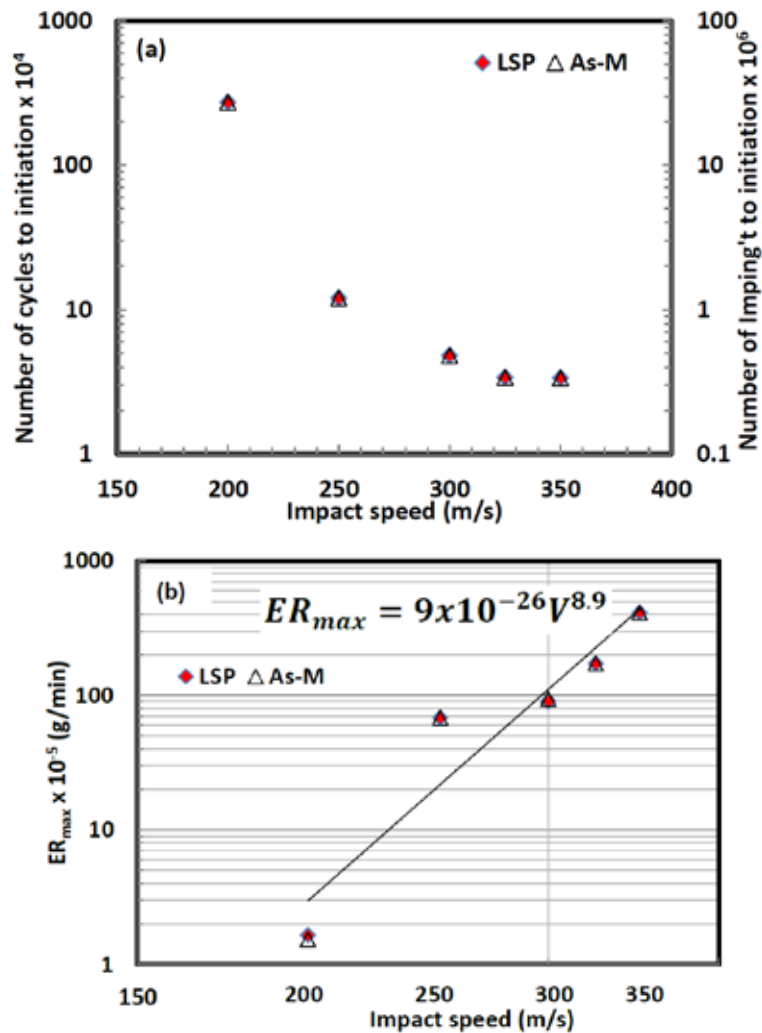 (a)
LSP As-M
Number of cycles to initiation x 10⁴
1000
100
10
1
Number of Imping't to initiation x 10⁶
100
10
1
0.1
150 200 250 300 350 400
Impact speed (m/s)
(b)
ERmax = 9x10⁻²⁶V⁸·⁹
LSP As-M
ERmax x 10⁻⁵ (g/min)
1000
100
10
1
150 200 250 300 350
Impact speed (m/s)